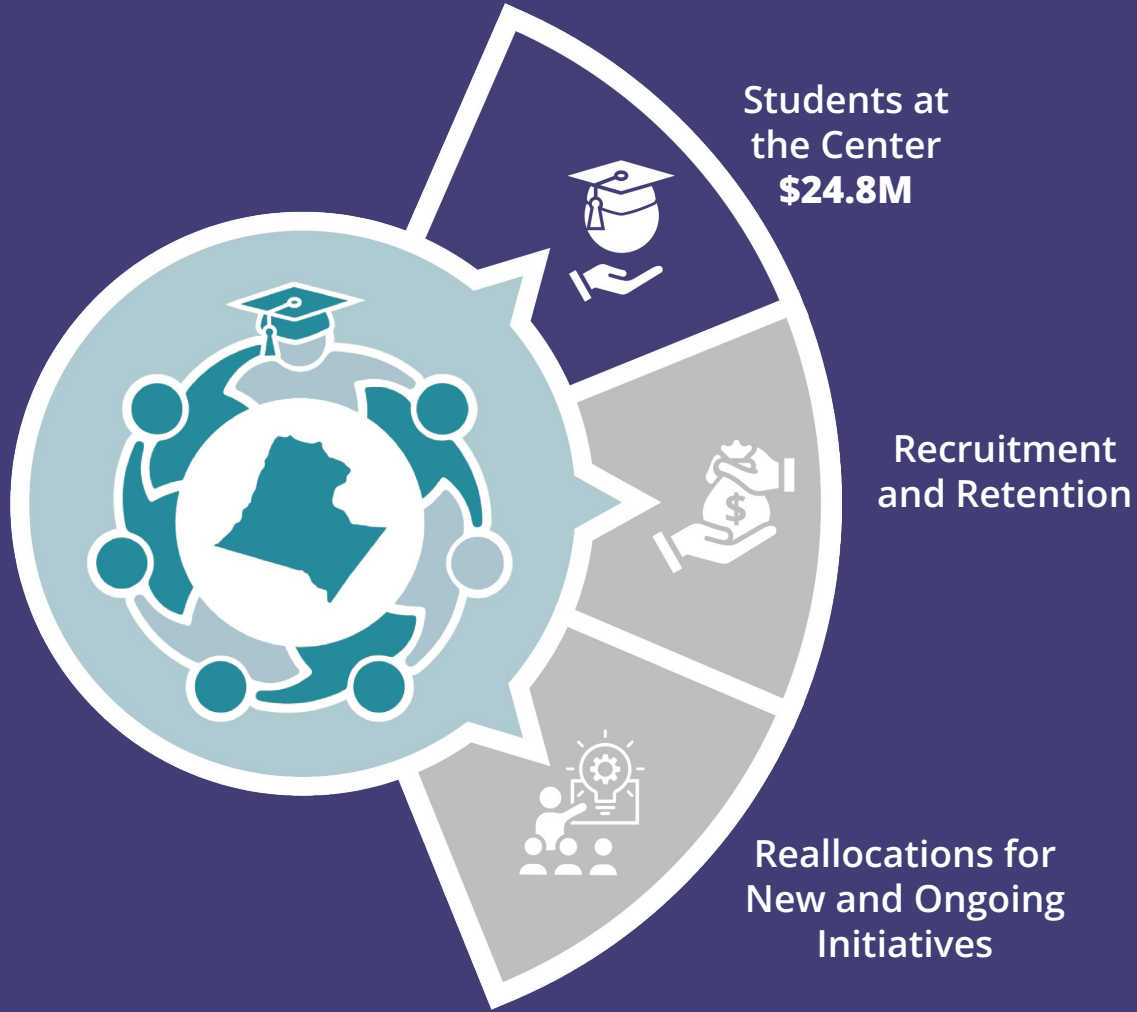 Students at
the Center
$24.8M
$
Recruitment
and Retention
Reallocations for
New and Ongoing
Initiatives